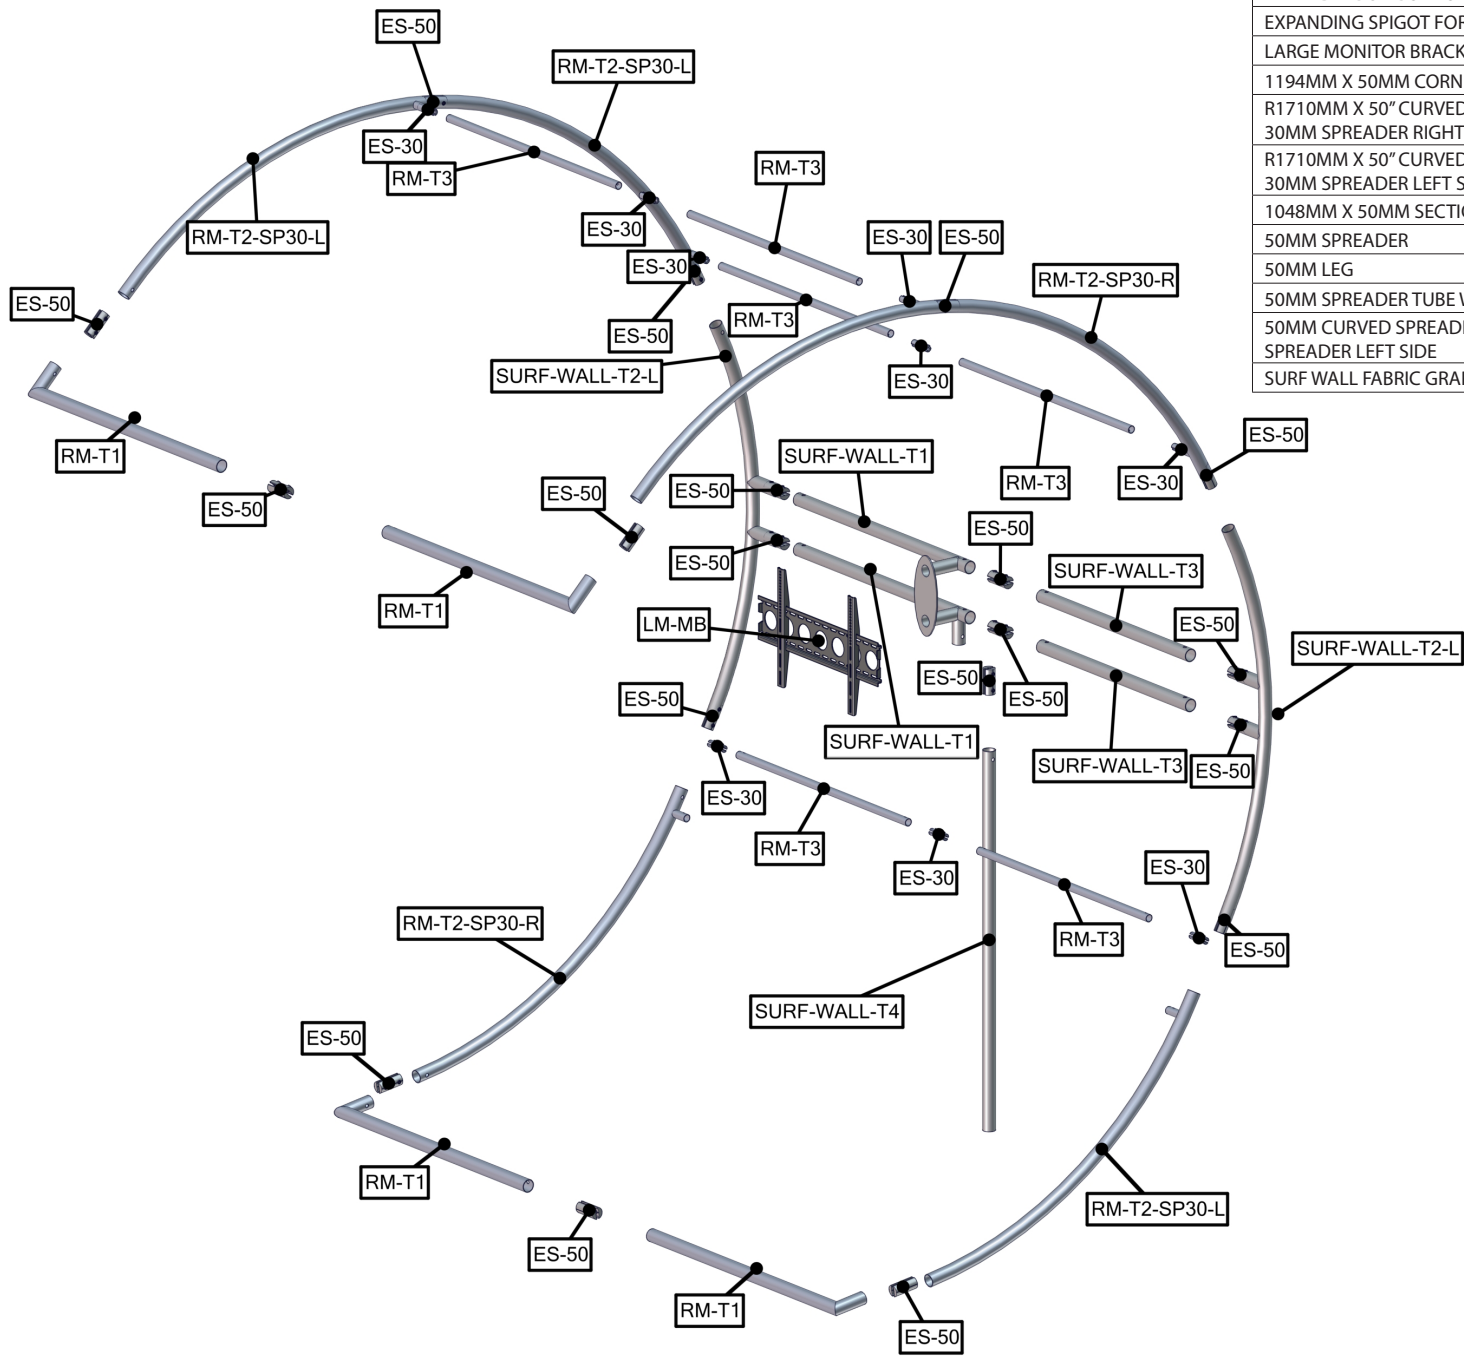 EXPANDING SPIGOT FOR
LARGE MONITOR BRACK
1194MM X 50MM CORN
R1710MM X 50" CURVED
30MM SPREADER RIGHT
R1710MM X 50" CURVED
30MM SPREADER LEFT S
1048MM X 50MM SECTIO
50MM SPREADER
50MM LEG
50MM SPREADER TUBE W
50MM CURVED SPREAD
SPREADER LEFT SIDE
SURF WALL FABRIC GRA
ES-50
RM-T2-SP30-L
ES-30
RM-T3
RM-T3
RM-T2-SP30-L
ES-30
ES-30
ES-50
ES-30
RM-T2-SP30-R
ES-50
RM-T3
ES-50
SURF-WALL-T2-L
ES-30
ES-50
RM-T1
SURF-WALL-T1
ES-50
ES-50
RM-T3
ES-30
ES-50
ES-50
ES-50
ES-50
SURF-WALL-T3
RM-T1
LM-MB
ES-50
SURF-WALL-T2-L
ES-50
ES-50
ES-50
SURF-WALL-T1
SURF-WALL-T3
ES-50
ES-30
RM-T3
ES-30
ES-30
RM-T2-SP30-R
RM-T3
ES-50
SURF-WALL-T4
ES-50
RM-T1
RM-T2-SP30-L
ES-50
RM-T1
ES-50